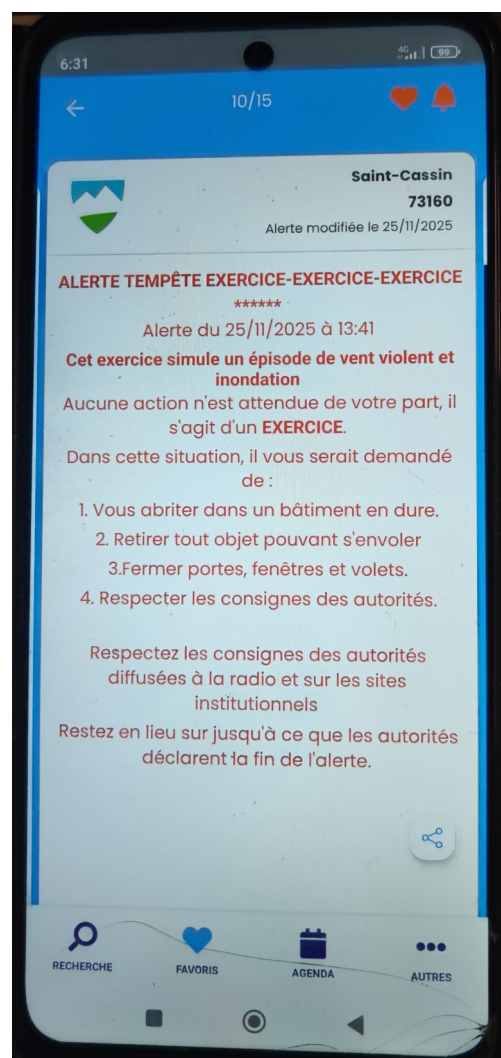 6:31
4G 99
10/15
Saint-Cassin
73160
Alerte modifiée le 25/11/2025
ALERTE TEMPÊTE EXERCICE-EXERCICE-EXERCICE
******
Alerte du 25/11/2025 à 13:41
Cet exercice simule un épisode de vent violent et
inondation
Aucune action n'est attendue de votre part, il
s'agit d'un EXERCICE.
Dans cette situation, il vous serait demandé
de :
1. Vous abriter dans un bâtiment en dure.
2. Retirer tout objet pouvant s'envoler
3.Fermer portes, fenêtres et volets.
4. Respecter les consignes des autorités.
Respectez les consignes des autorités
diffusées à la radio et sur les sites
institutionnels
Restez en lieu sur jusqu'à ce que les autorités
déclarent la fin de l'alerte.
RECHERCHE
FAVORIS
AGENDA
AUTRES